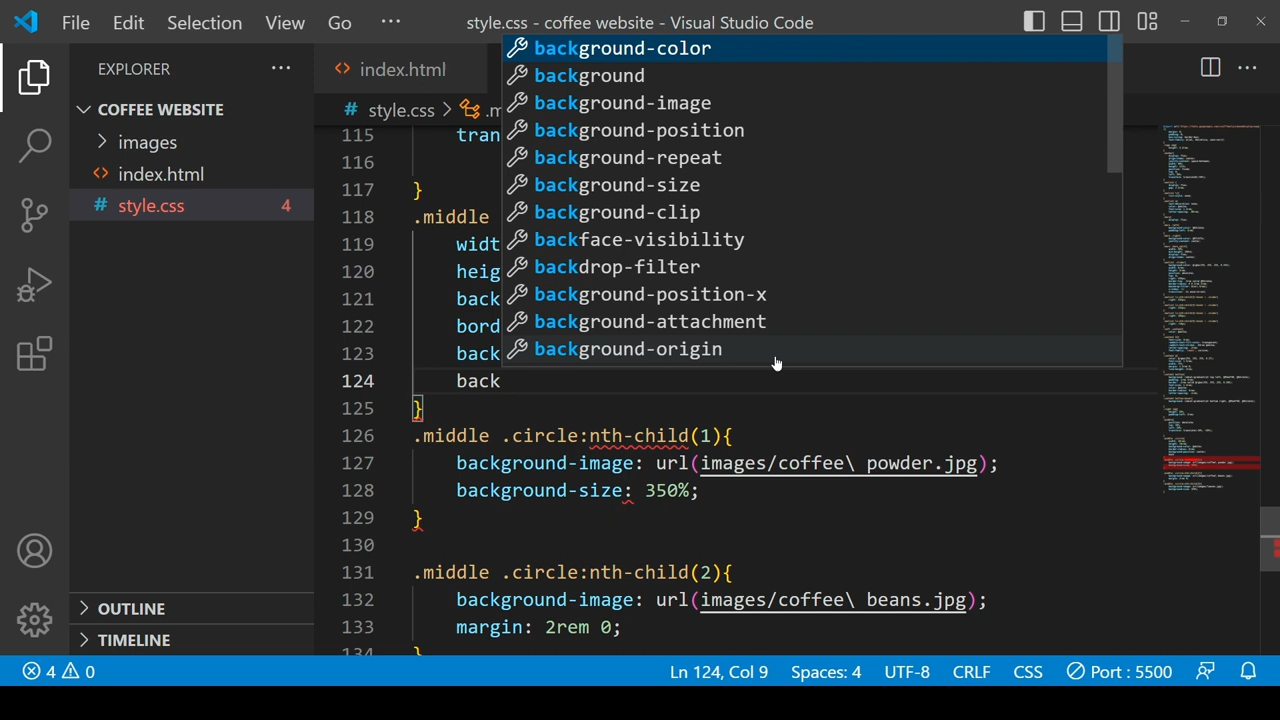 File Edit Selection View Go ··· style.css - coffee website - Visual Studio Code
EXPLORER ···
<> index.html
COFFEE WEBSITE
# style.css > .m
images
<> index.html
# style.css 4
background-color
background
background-image
background-position
background-repeat
background-size
background-clip
backface-visibility
backdrop-filter
background-position-x
background-attachment
background-origin
115 tran
116
117 }
118 .middle
119 widt
120 heig
121 back
122 bord
123 back
124 back
125 }
126 .middle .circle:nth-child(1){
127 background-image: url(images/coffee\ powder.jpg);
128 background-size: 350%;
129 }
130
131 .middle .circle:nth-child(2){
132 background-image: url(images/coffee\ beans.jpg);
133 margin: 2rem 0;
134 }
OUTLINE
TIMELINE
4 0 Ln 124, Col 9 Spaces: 4 UTF-8 CRLF CSS Port : 5500